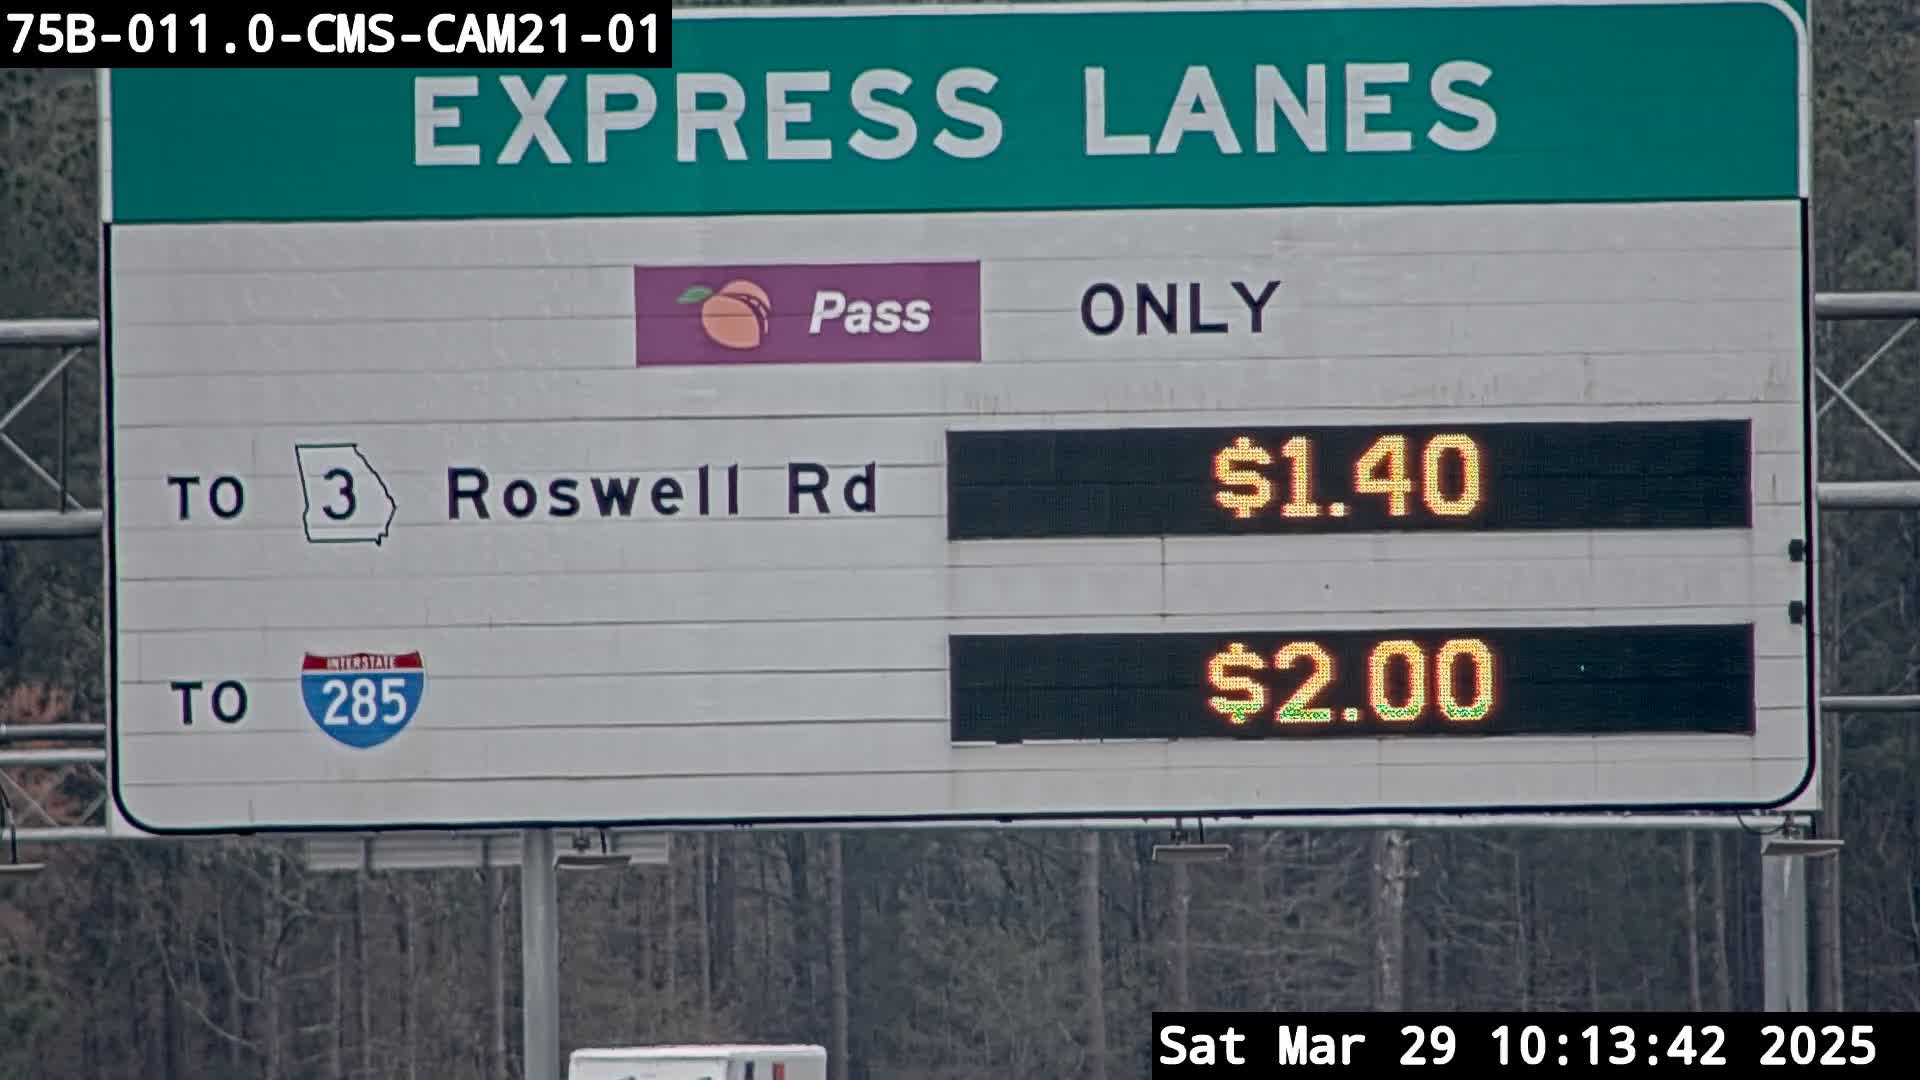 75B-011.0-CMS-CAM21-01
EXPRESS LANES
Pass ONLY
TO 3 Roswell Rd $1.40
TO INTERSTATE 285 $2.00
Sat Mar 29 10:13:42 2025